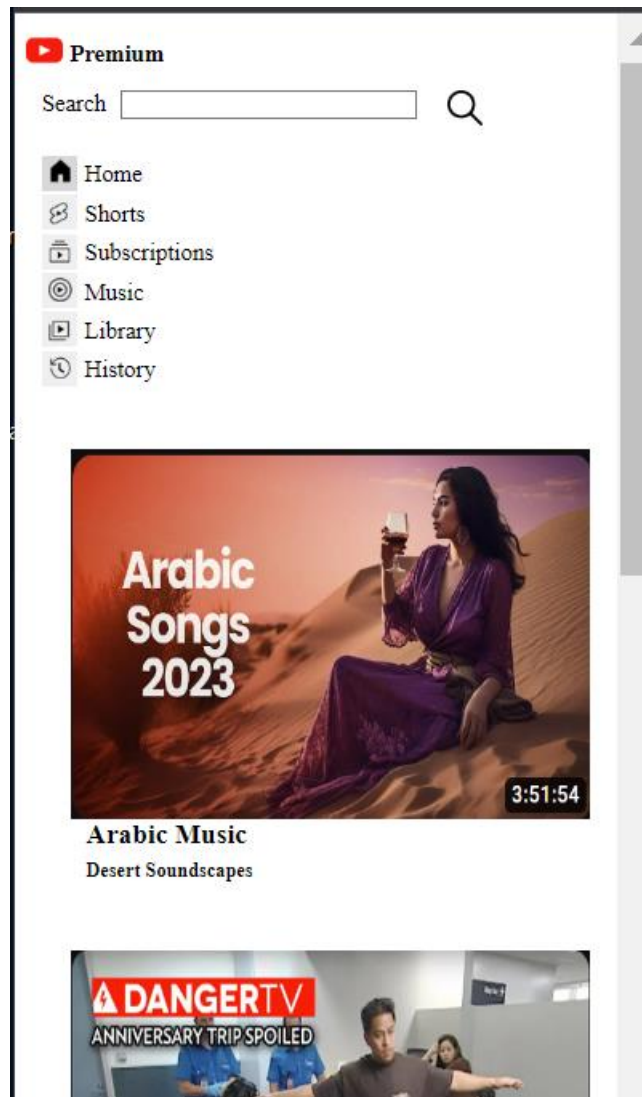 Premium
Search
Home
Shorts
Subscriptions
Music
Library
History
Arabic
Songs
2023
3:51:54
Arabic Music
Desert Soundscapes
DANGERTV
ANNIVERSARY TRIP SPOILED